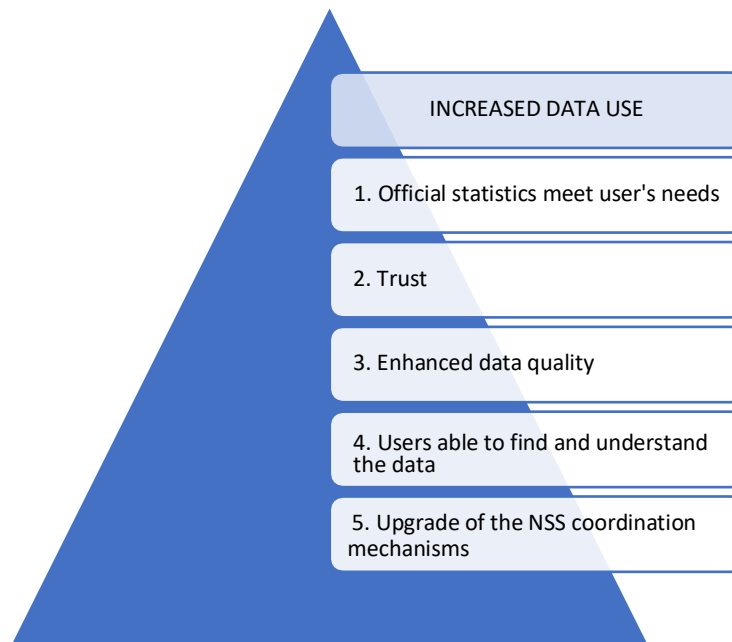 INCREASED DATA USE
1. Official statistics meet user's needs
2. Trust
3. Enhanced data quality
4. Users able to find and understand
the data
5. Upgrade of the NSS coordination
mechanisms